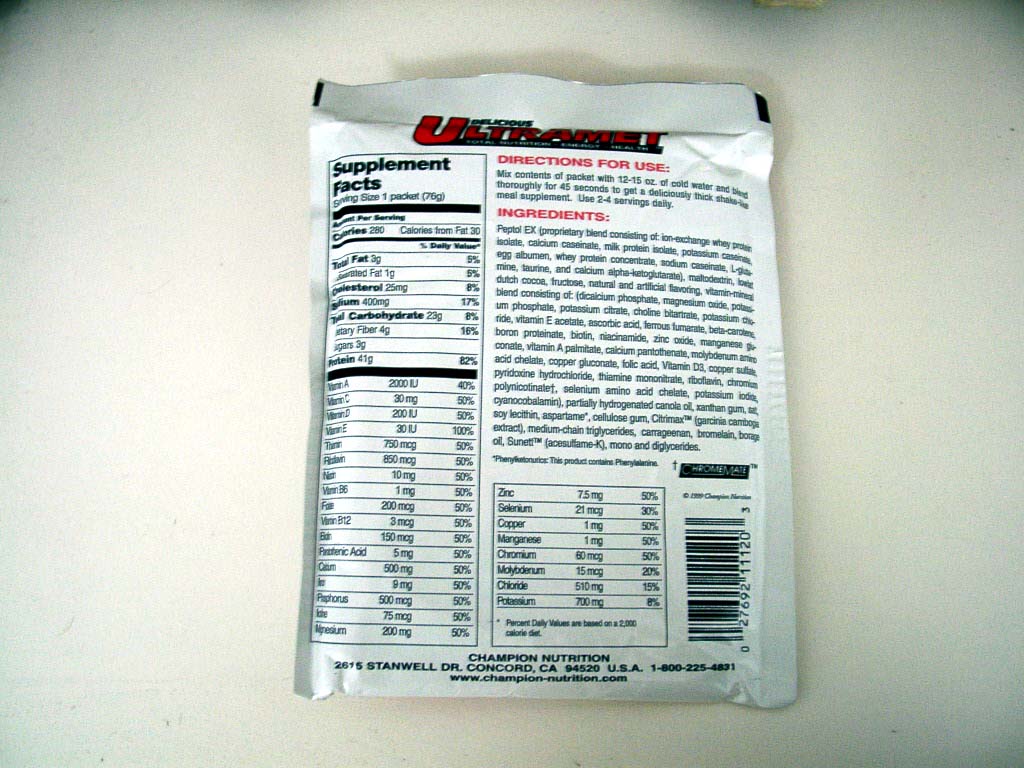 DELICIOUS
ULTRAMET
TOTAL NUTRITION ENERGY HEALTH
Supplement
Facts
Serving Size 1 packet (76g)
Amount Per Serving
Calories 280 Calories from Fat 30
% Daily Value*
Total Fat 3g 5%
Saturated Fat 1g 5%
Cholesterol 25mg 8%
Sodium 400mg 17%
Total Carbohydrate 23g 8%
Dietary Fiber 4g 16%
Sugars 3g
Protein 41g 82%
Vitamin A 2000 IU 40%
Vitamin C 30 mg 50%
Vitamin D 200 IU 50%
Vitamin E 30 IU 100%
Thiamin 750 mcg 50%
Riboflavin 850 mcg 50%
Niacin 10 mg 50%
Vitamin B6 1 mg 50%
Folate 200 mcg 50%
Vitamin B12 3 mcg 50%
Biotin 150 mcg 50%
Pantothenic Acid 5 mg 50%
Calcium 500 mg 50%
Iron 9 mg 50%
Phosphorus 500 mcg 50%
Iodine 75 mcg 50%
Magnesium 200 mg 50%
DIRECTIONS FOR USE:
Mix contents of packet with 12-15 oz. of cold water and blend
thoroughly for 45 seconds to get a deliciously thick shake-like
meal supplement. Use 2-4 servings daily.
INGREDIENTS:
Peptol EX (proprietary blend consisting of: ion-exchange whey protein
isolate, calcium caseinate, milk protein isolate, potassium caseinate,
egg albumen, whey protein concentrate, sodium caseinate, L-gluta-
mine, taurine, and calcium alpha-ketoglutarate), maltodextrin, lowfat
dutch cocoa, fructose, natural and artificial flavoring, vitamin-mineral
blend consisting of: (dicalcium phosphate, magnesium oxide, potassi-
um phosphate, potassium citrate, choline bitartrate, potassium chlo-
ride, vitamin E acetate, ascorbic acid, ferrous fumarate, beta-carotene,
boron proteinate, biotin, niacinamide, zinc oxide, manganese glu-
conate, vitamin A palmitate, calcium pantothenate, molybdenum amino
acid chelate, copper gluconate, folic acid, Vitamin D3, copper sulfate,
pyridoxine hydrochloride, thiamine mononitrate, riboflavin, chromium
polynicotinate†, selenium amino acid chelate, potassium iodide,
cyanocobalamin), partially hydrogenated canola oil, xanthan gum, salt,
soy lecithin, aspartame*, cellulose gum, Citrimax™ (garcinia camboga
extract), medium-chain triglycerides, carrageenan, bromelain, borage
oil, Sunett™ (acesulfame-K), mono and diglycerides.
*Phenylketonurics: This product contains Phenylalanine.
† CHROMEMATE™
© 1999 Champion Nutrition
Zinc 7.5 mg 50%
Selenium 21 mcg 30%
Copper 1 mg 50%
Manganese 1 mg 50%
Chromium 60 mcg 50%
Molybdenum 15 mcg 20%
Chloride 510 mg 15%
Potassium 700 mg 8%
* Percent Daily Values are based on a 2,000
calorie diet.
0 27692 11120 3
CHAMPION NUTRITION
2615 STANWELL DR. CONCORD, CA 94520 U.S.A. 1-800-225-4831
www.champion-nutrition.com